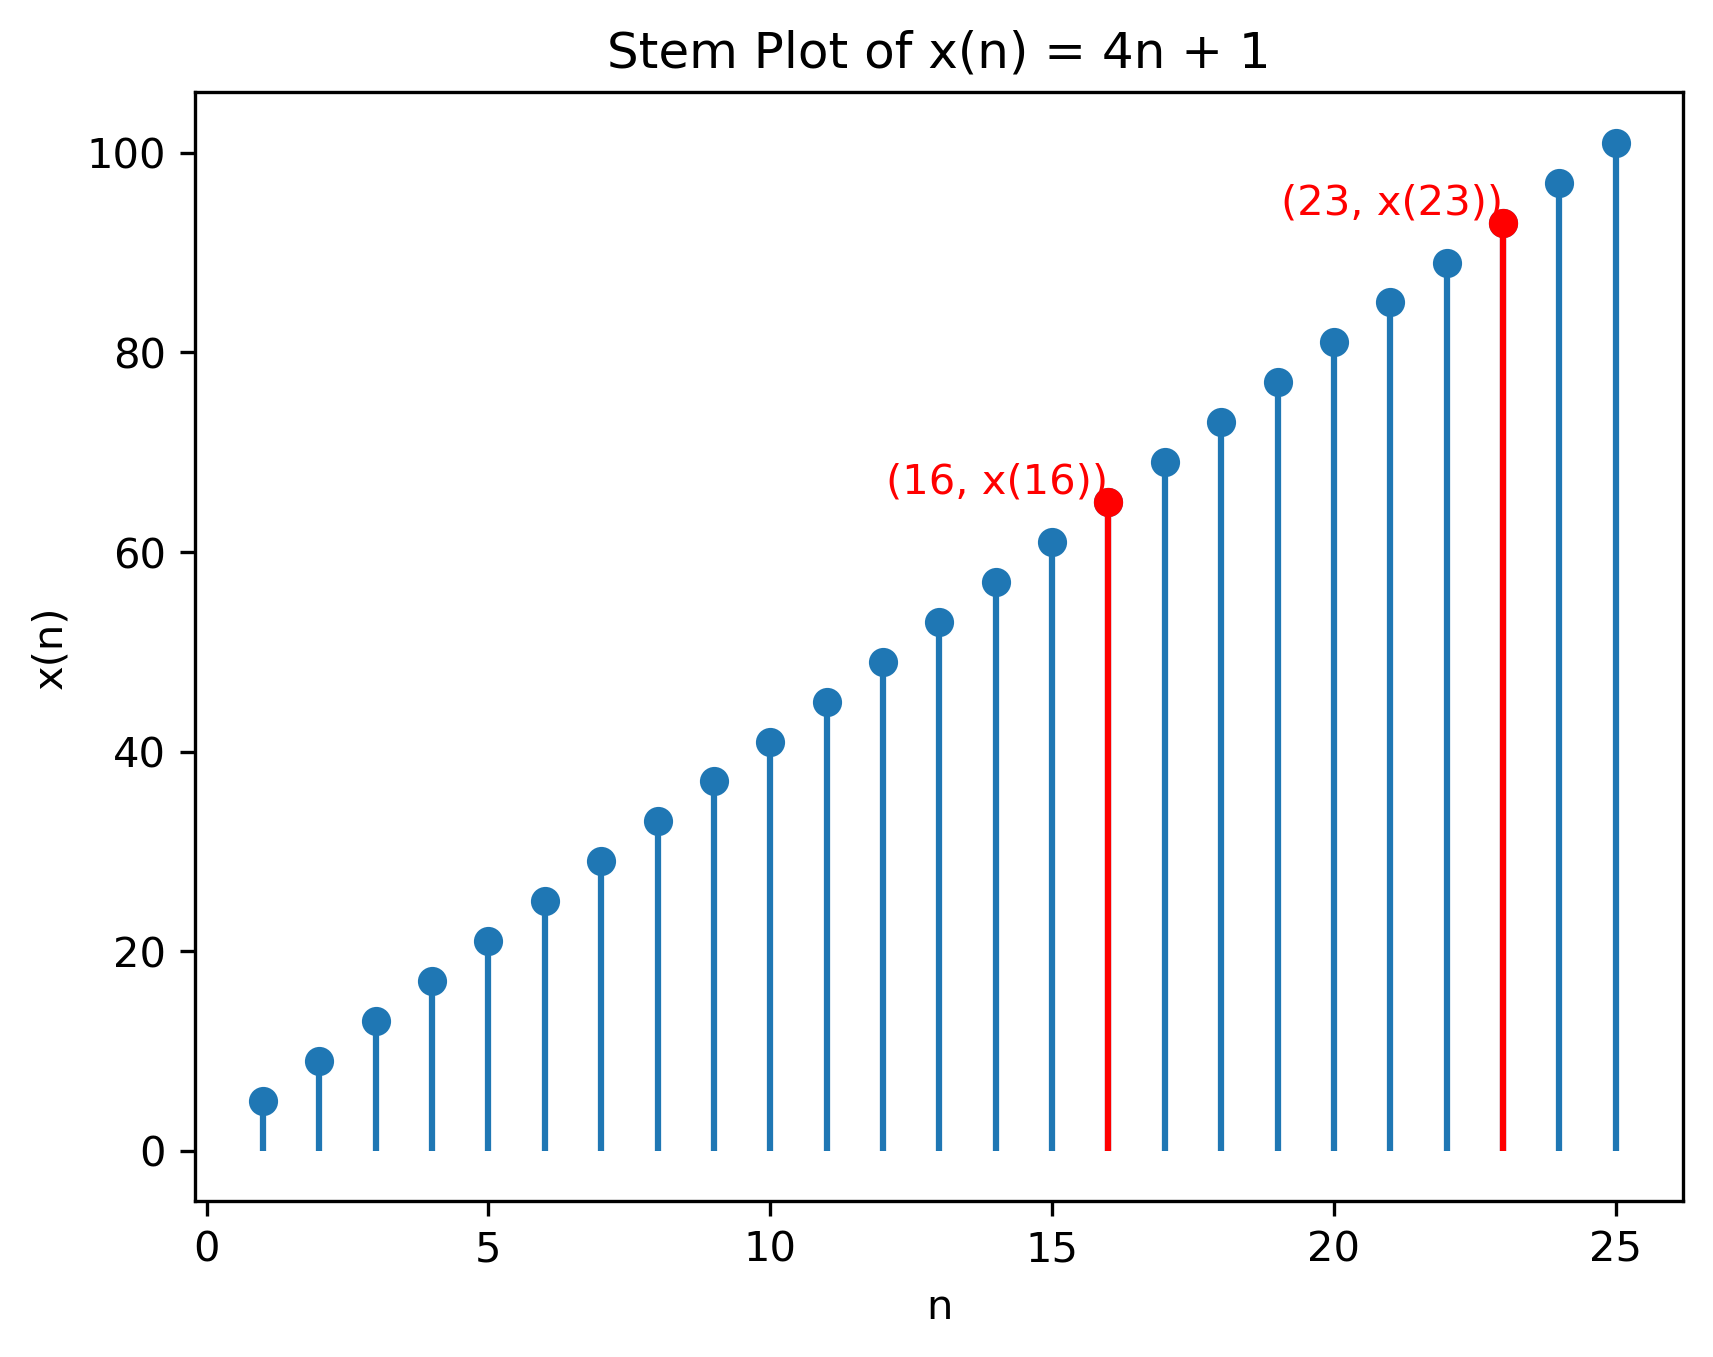 Stem Plot of x(n) = 4n + 1
100
80
60
40
20
0
x(n)
(23, x(23))
(16, x(16))
0 5 10 15 20 25
n